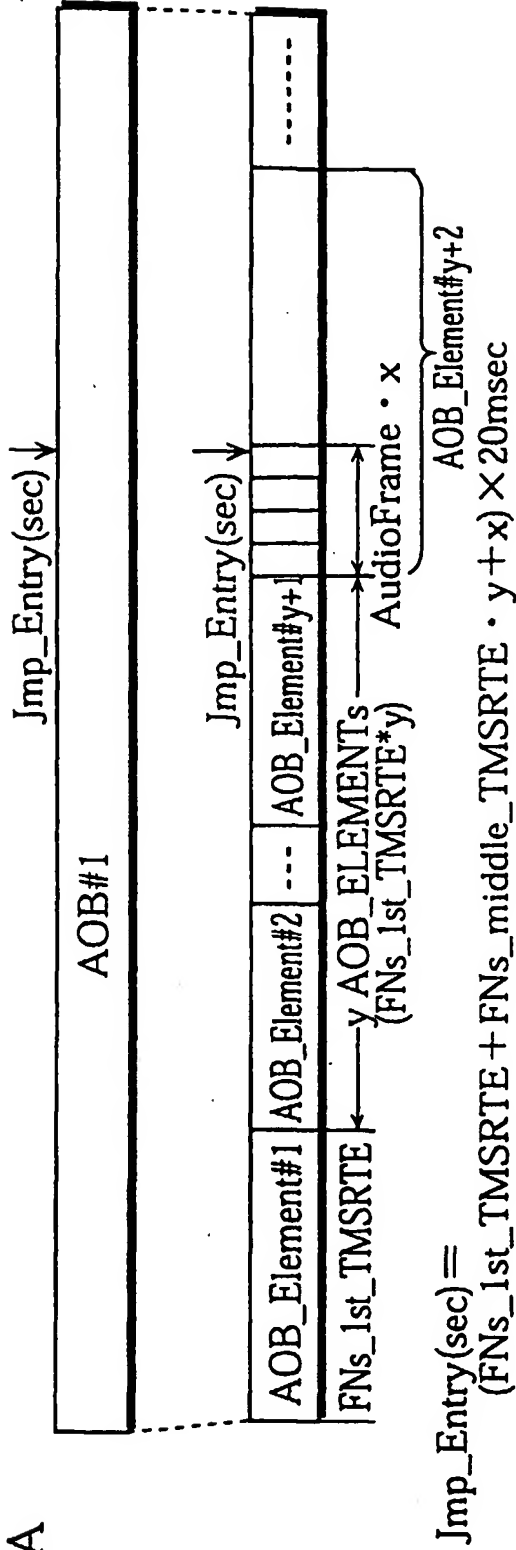 A
Jmp_Entry(sec)
AOB#1
Jmp_Entry(sec)
AOB_Element#1
AOB_Element#2
---
AOB_Element#y+1
-------
FNs_1st_TMSRTE
y AOB_ELEMENTs
(FNs_1st_TMSRTE*y)
AudioFrame・x
AOB_Element#y+2
Jmp_Entry(sec)=
(FNs_1st_TMSRTE+FNs_middle_TMSRTE・y+x)×20msec